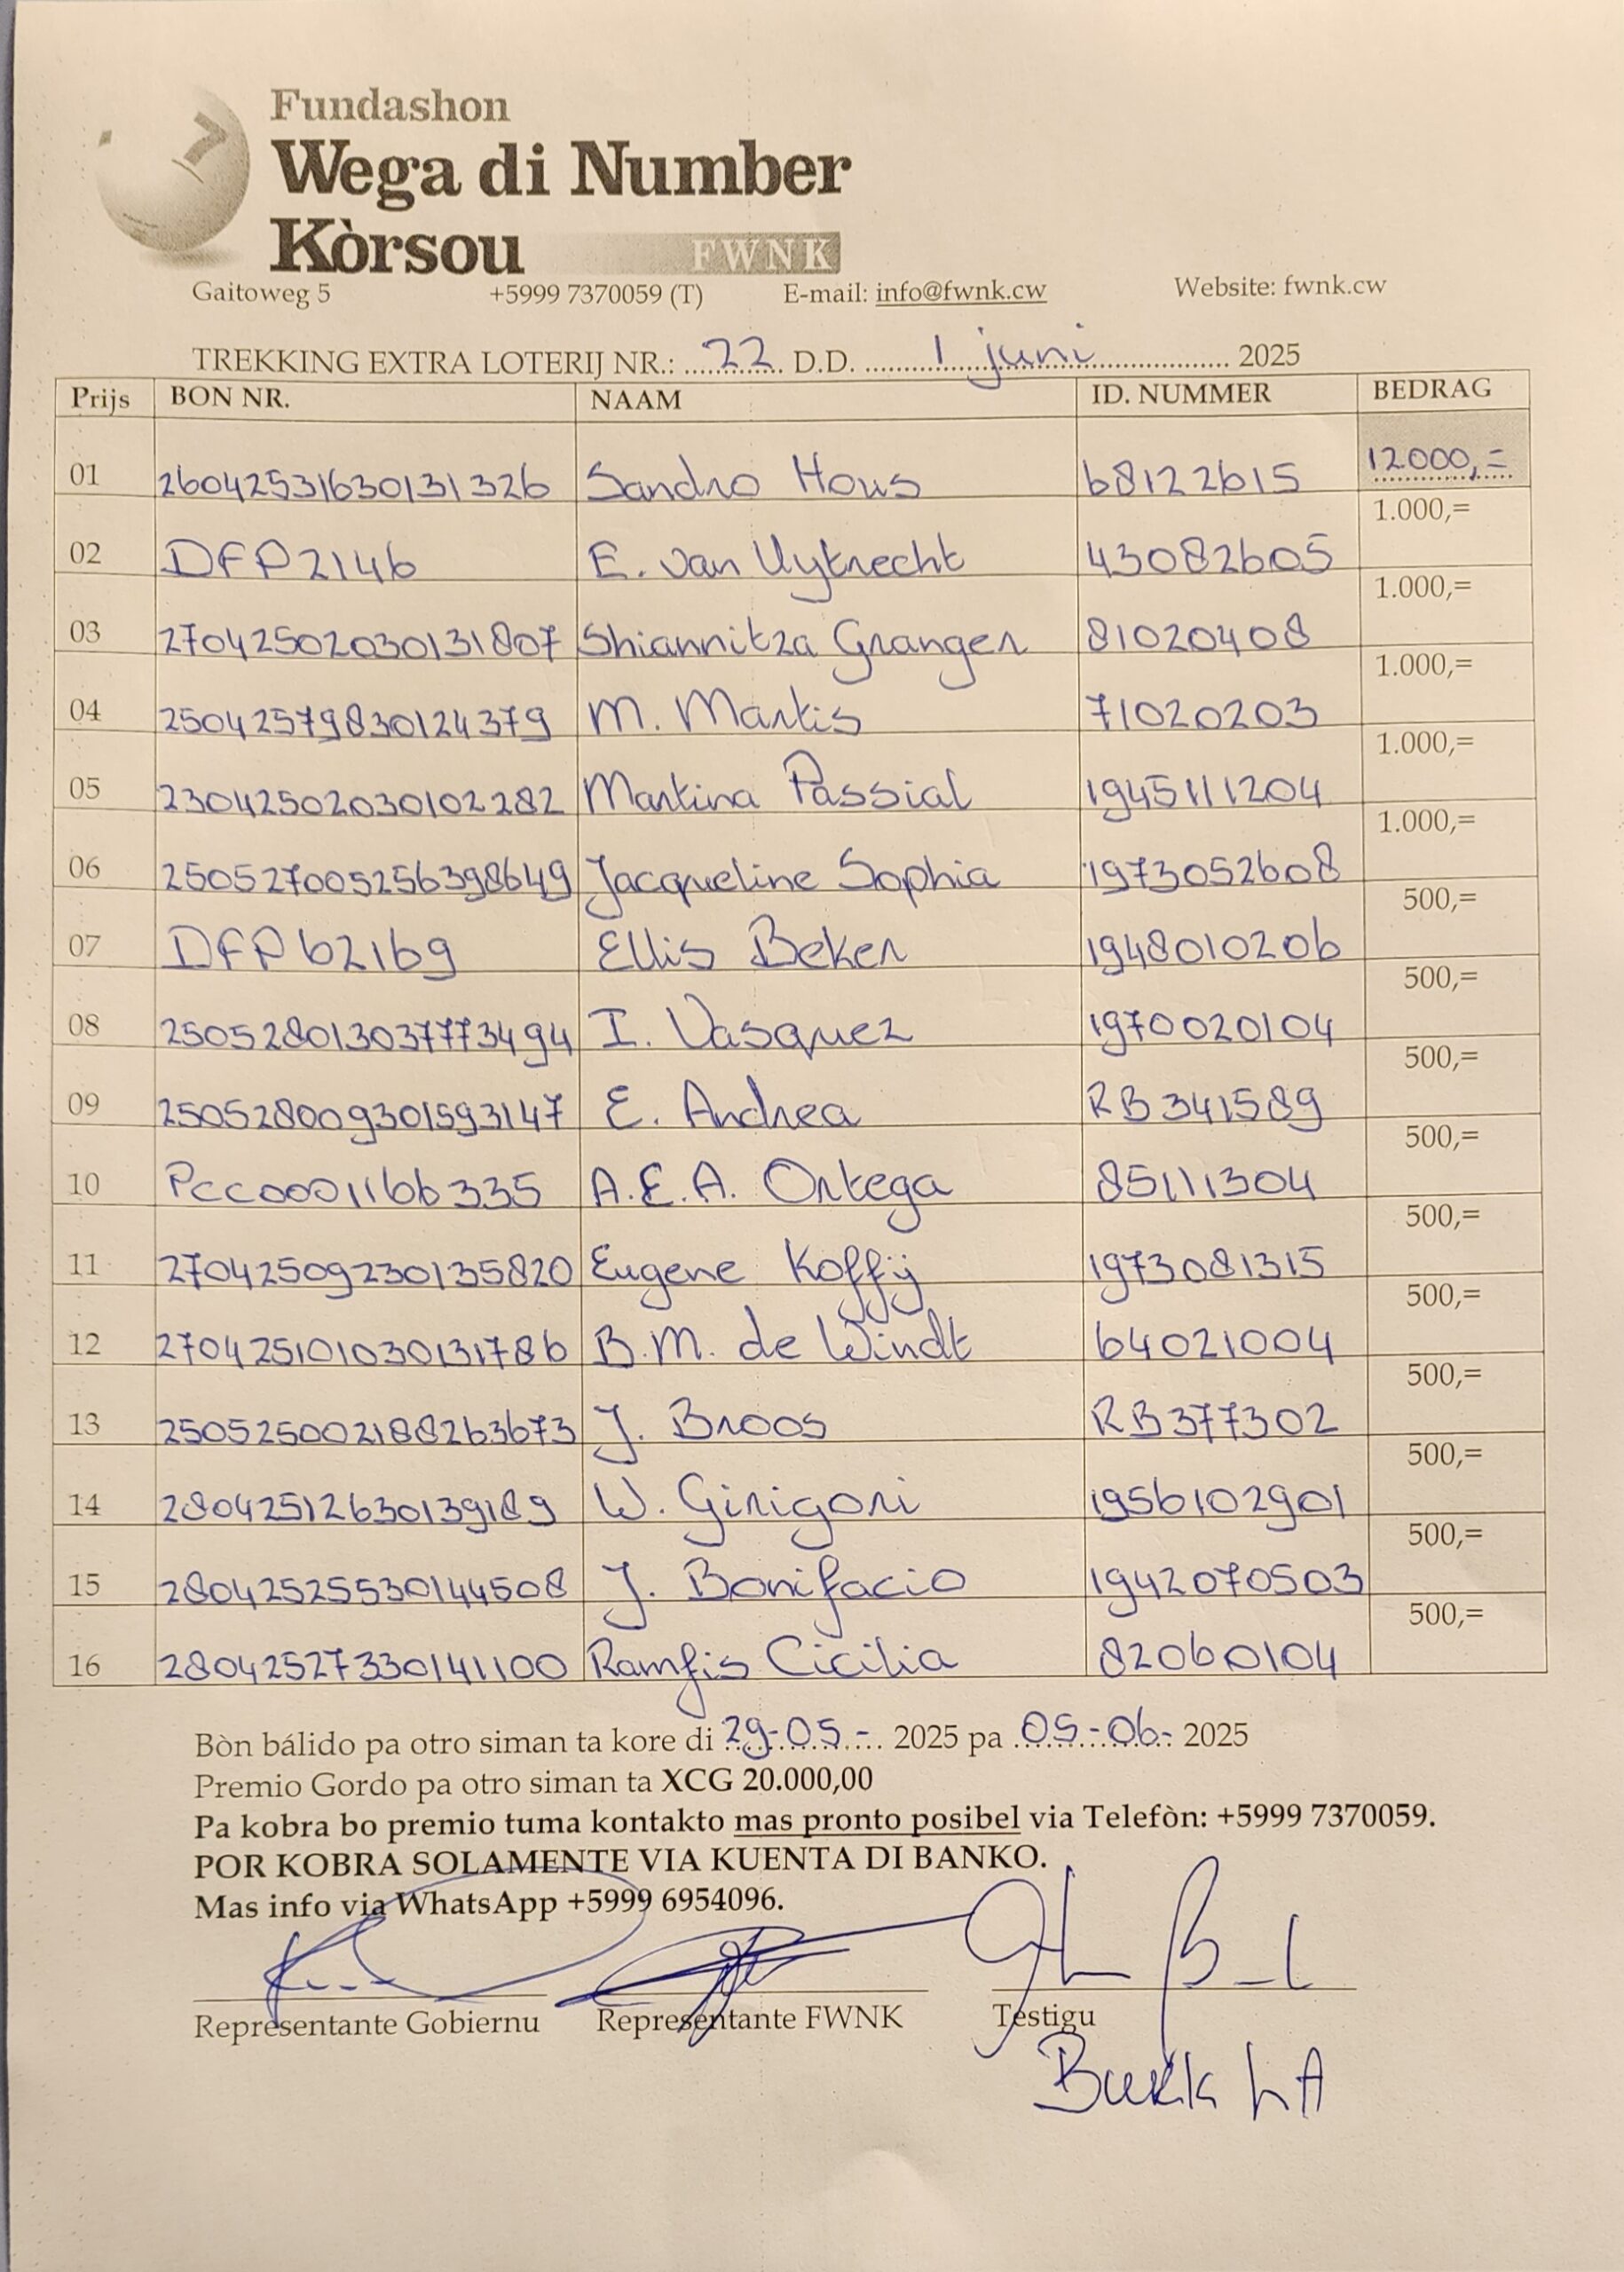 Fundashon
Wega di Number
Kòrsou FWNK
Gaitoweg 5 +5999 7370059 (T) E-mail: info@fwnk.cw Website: fwnk.cw
TREKKING EXTRA LOTERIJ NR.: 22 D.D. 1 juni 2025
Prijs BON NR. NAAM ID. NUMMER BEDRAG
01 26042531630131326 Sandro Hous 68122615 12.000,=
02 DFP2146 E. van Uytrecht 43082605 1.000,=
03 27042502030131807 Shiannitza Granger 81020408 1.000,=
04 25042579830124379 M. Martis 71020203 1.000,=
05 23042502030102282 Martina Passial 1945111204 1.000,=
06 250527005256398649 Jacqueline Sophia 1973052608 1.000,=
07 DFP62169 Ellis Beker 1948010206 500,=
08 250528013037773494 I. Vasquez 1970020104 500,=
09 250528009301593147 E. Andrea RB341589 500,=
10 PCC0001166335 A.E.A. Ortega 85111304 500,=
11 27042509230135820 Eugene Koffij 1973081315 500,=
12 270425101030131786 B.M. de Windt 64021004 500,=
13 250525002188263673 J. Broos RB377302 500,=
14 28042512630139189 W. Girigori 1956102901 500,=
15 28042525530144508 J. Bonifacio 1942070503 500,=
16 28042527330141100 Ramfis Cicilia 82060104 500,=
Bòn bálido pa otro siman ta kore di 29-05- 2025 pa 05-06- 2025
Premio Gordo pa otro siman ta XCG 20.000,00
Pa kobra bo premio tuma kontakto mas pronto posibel via Telefòn: +5999 7370059.
POR KOBRA SOLAMENTE VIA KUENTA DI BANKO.
Mas info via WhatsApp +5999 6954096.
Representante Gobiernu Representante FWNK Testigu